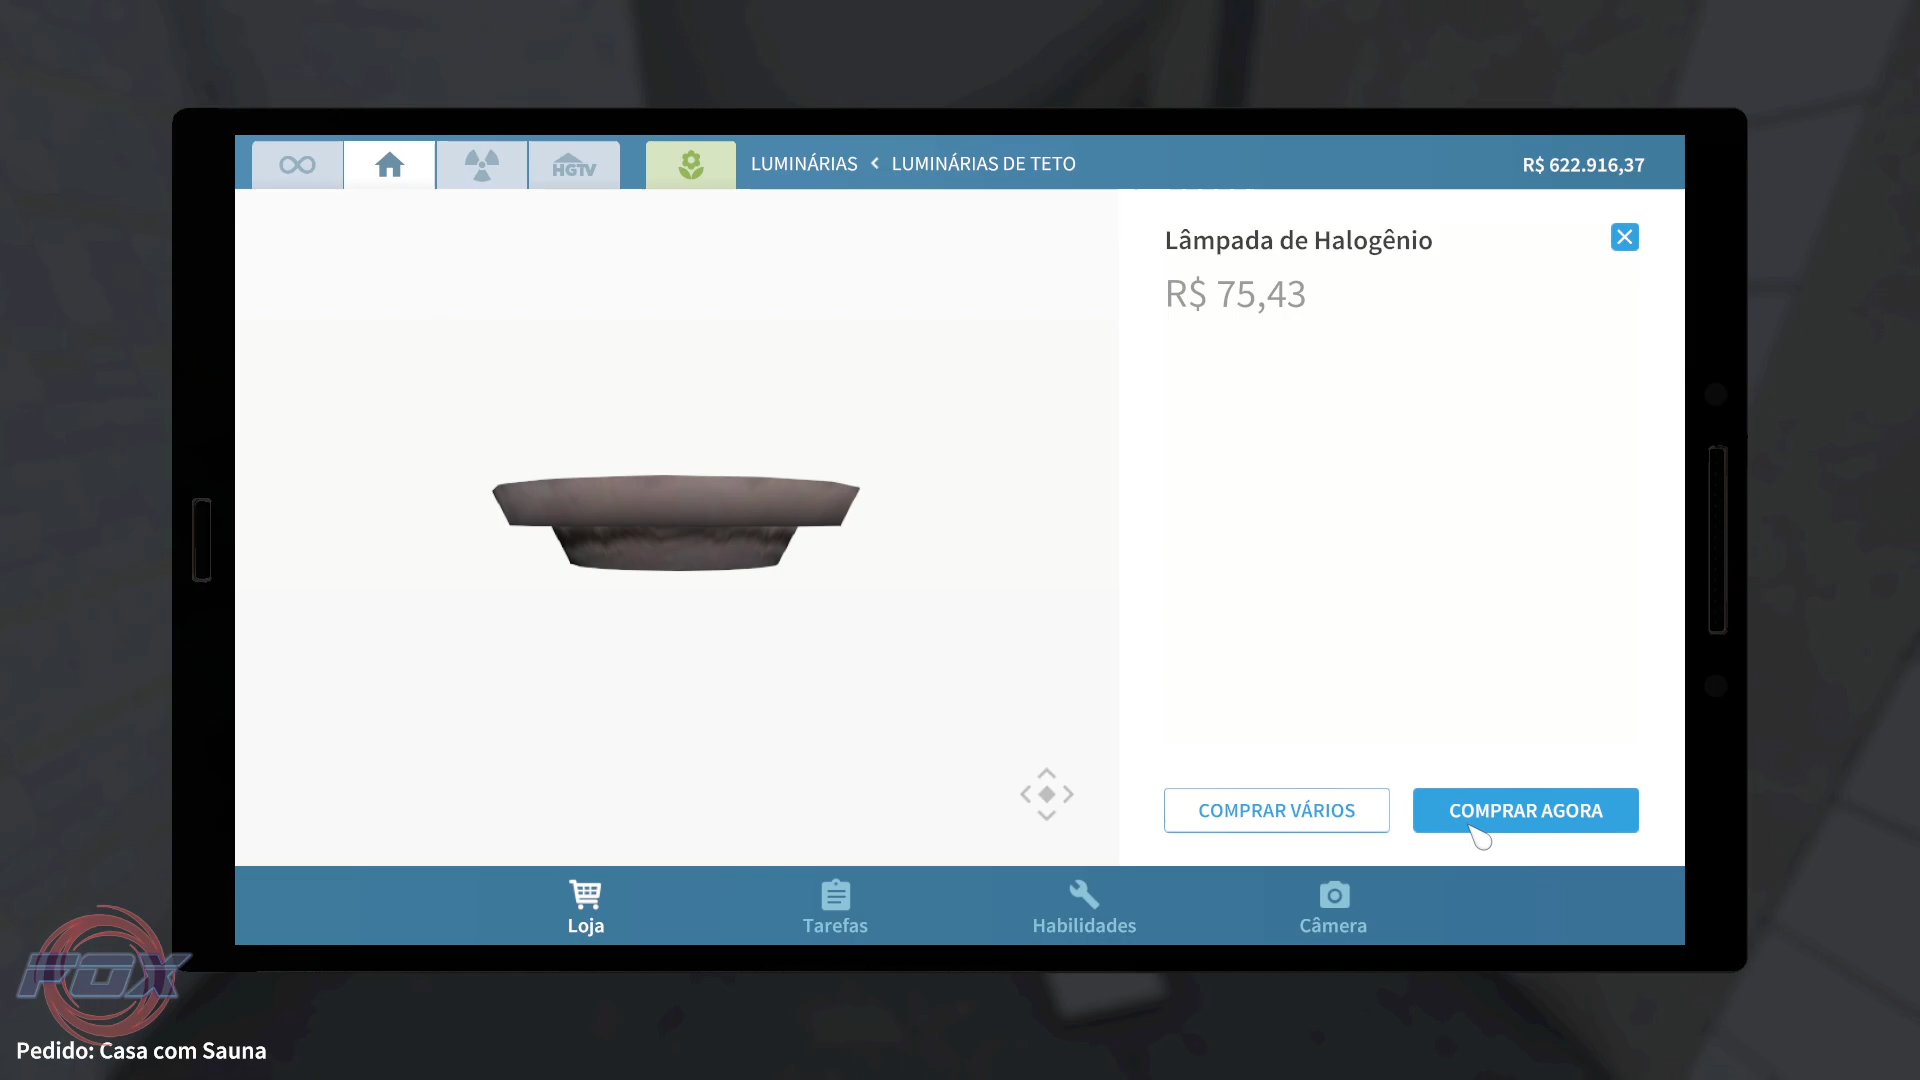 HGTV
LUMINÁRIAS < LUMINÁRIAS DE TETO
R$ 622.916,37
Lâmpada de Halogênio
R$ 75,43
COMPRAR VÁRIOS
COMPRAR AGORA
Loja
Tarefas
Habilidades
Câmera
FOX
Pedido: Casa com Sauna